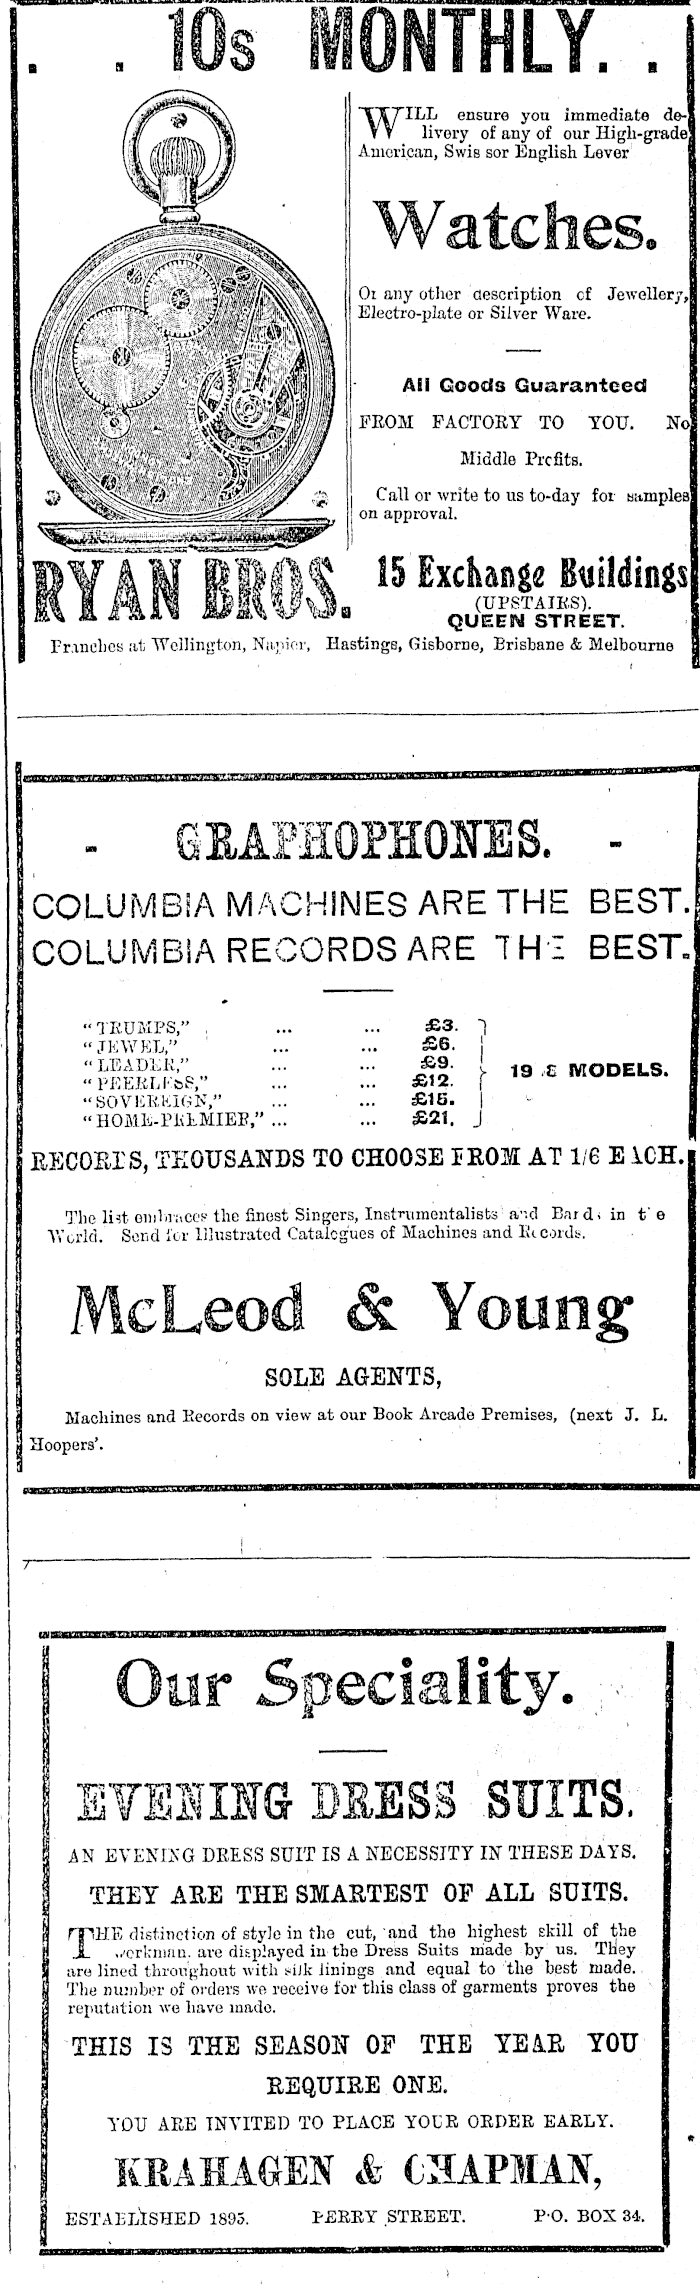 . . 10s MONTHLY. .
WILL ensure you immediate de-
livery of any of our High-grade
American, Swis sor English Lever
Watches.
Or any other description of Jewellery,
Electro-plate or Silver Ware.
All Goods Guaranteed
FROM FACTORY TO YOU. No
Middle Profits.
Call or write to us to-day for samples
on approval.
RYAN BROS.
15 Exchange Buildings
(UPSTAIRS).
QUEEN STREET.
Branches at Wellington, Napier, Hastings, Gisborne, Brisbane & Melbourne
- GRAPHOPHONES. -
COLUMBIA MACHINES ARE THE BEST.
COLUMBIA RECORDS ARE THE BEST.
"TRUMPS," ... ... £3.
"JEWEL," ... ... £6.
"LEADER," ... ... £9.
"PEERLESS," ... ... £12.
"SOVEREIGN," ... ... £15.
"HOME-PREMIER," ... ... £21.
MODELS.
RECORDS, THOUSANDS TO CHOOSE FROM AT 1/6 EACH.
The list embraces the finest Singers, Instrumentalists and Bands in the
World. Send for Illustrated Catalogues of Machines and Records.
McLeod & Young
SOLE AGENTS,
Machines and Records on view at our Book Arcade Premises, (next J. L.
Hoopers'.
Our Speciality.
EVENING DRESS SUITS.
AN EVENING DRESS SUIT IS A NECESSITY IN THESE DAYS.
THEY ARE THE SMARTEST OF ALL SUITS.
THE distinction of style in the cut, and the highest skill of the
workman, are displayed in the Dress Suits made by us. They
are lined throughout with silk linings and equal to the best made.
The number of orders we receive for this class of garments proves the
reputation we have made.
THIS IS THE SEASON OF THE YEAR YOU
REQUIRE ONE.
YOU ARE INVITED TO PLACE YOUR ORDER EARLY.
KRAHAGEN & CHAPMAN,
ESTABLISHED 1895. PERRY STREET. P.O. BOX 34.